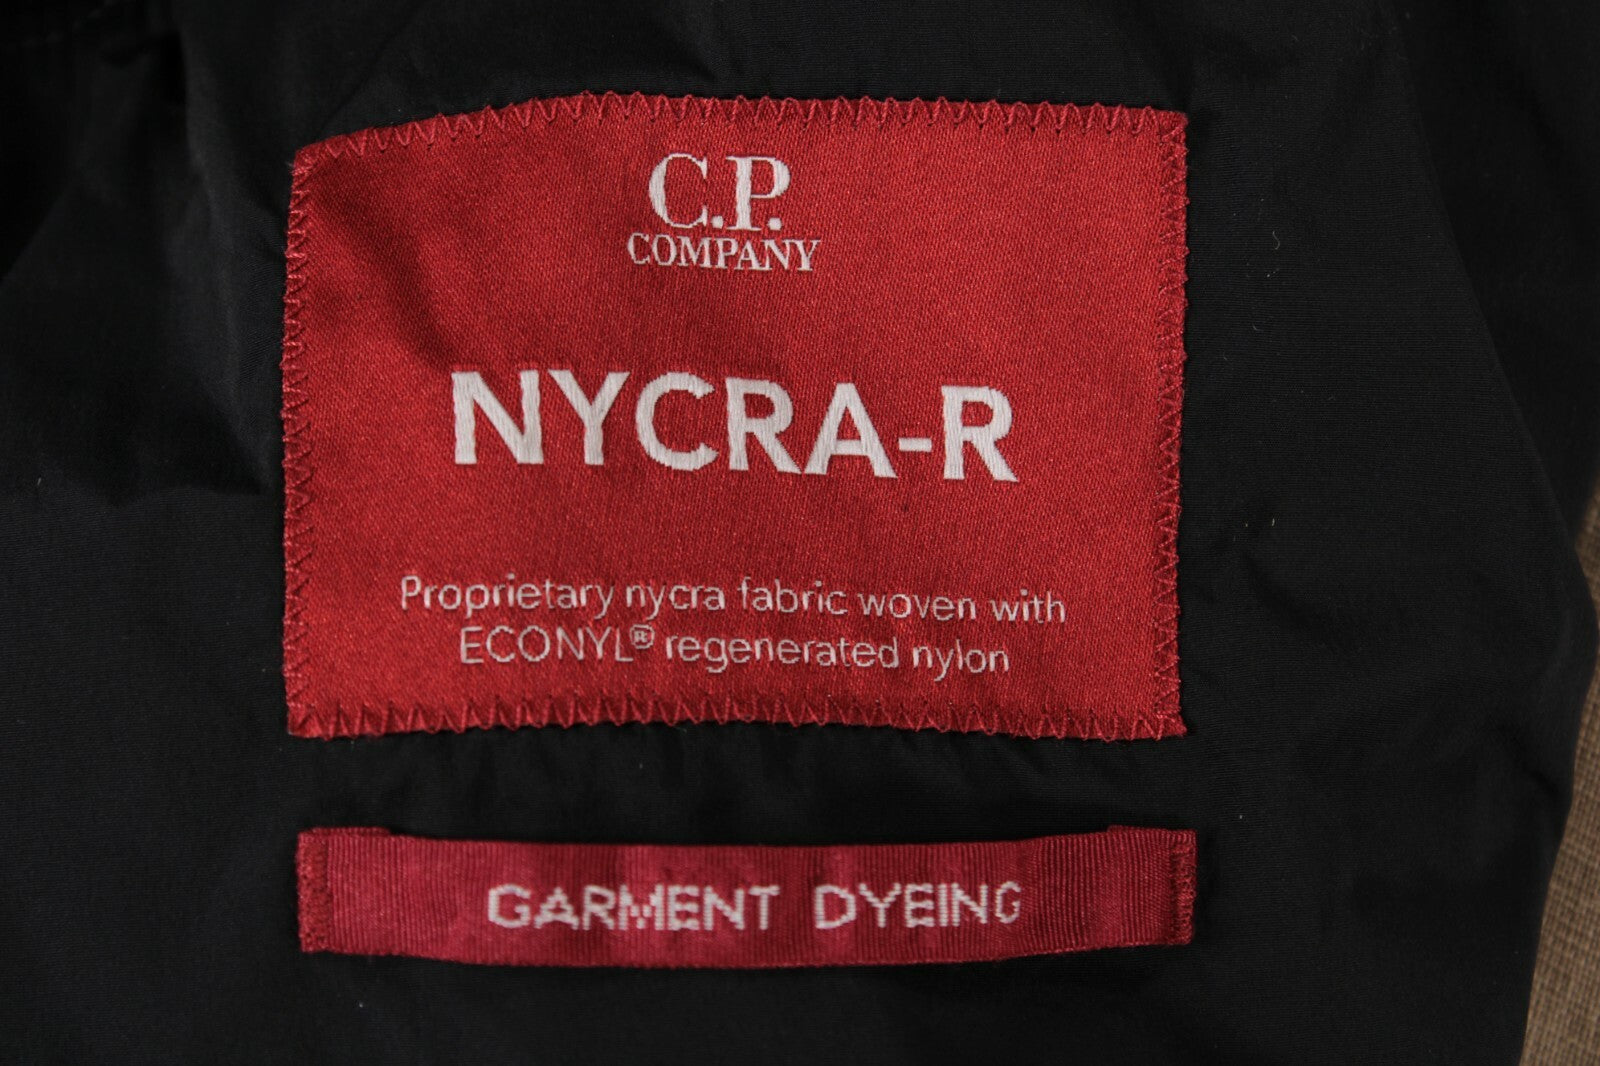 C.P.
COMPANY
NYCRA-R
Proprietary nycra fabric woven with
ECONYL® regenerated nylon
GARMENT DYEING